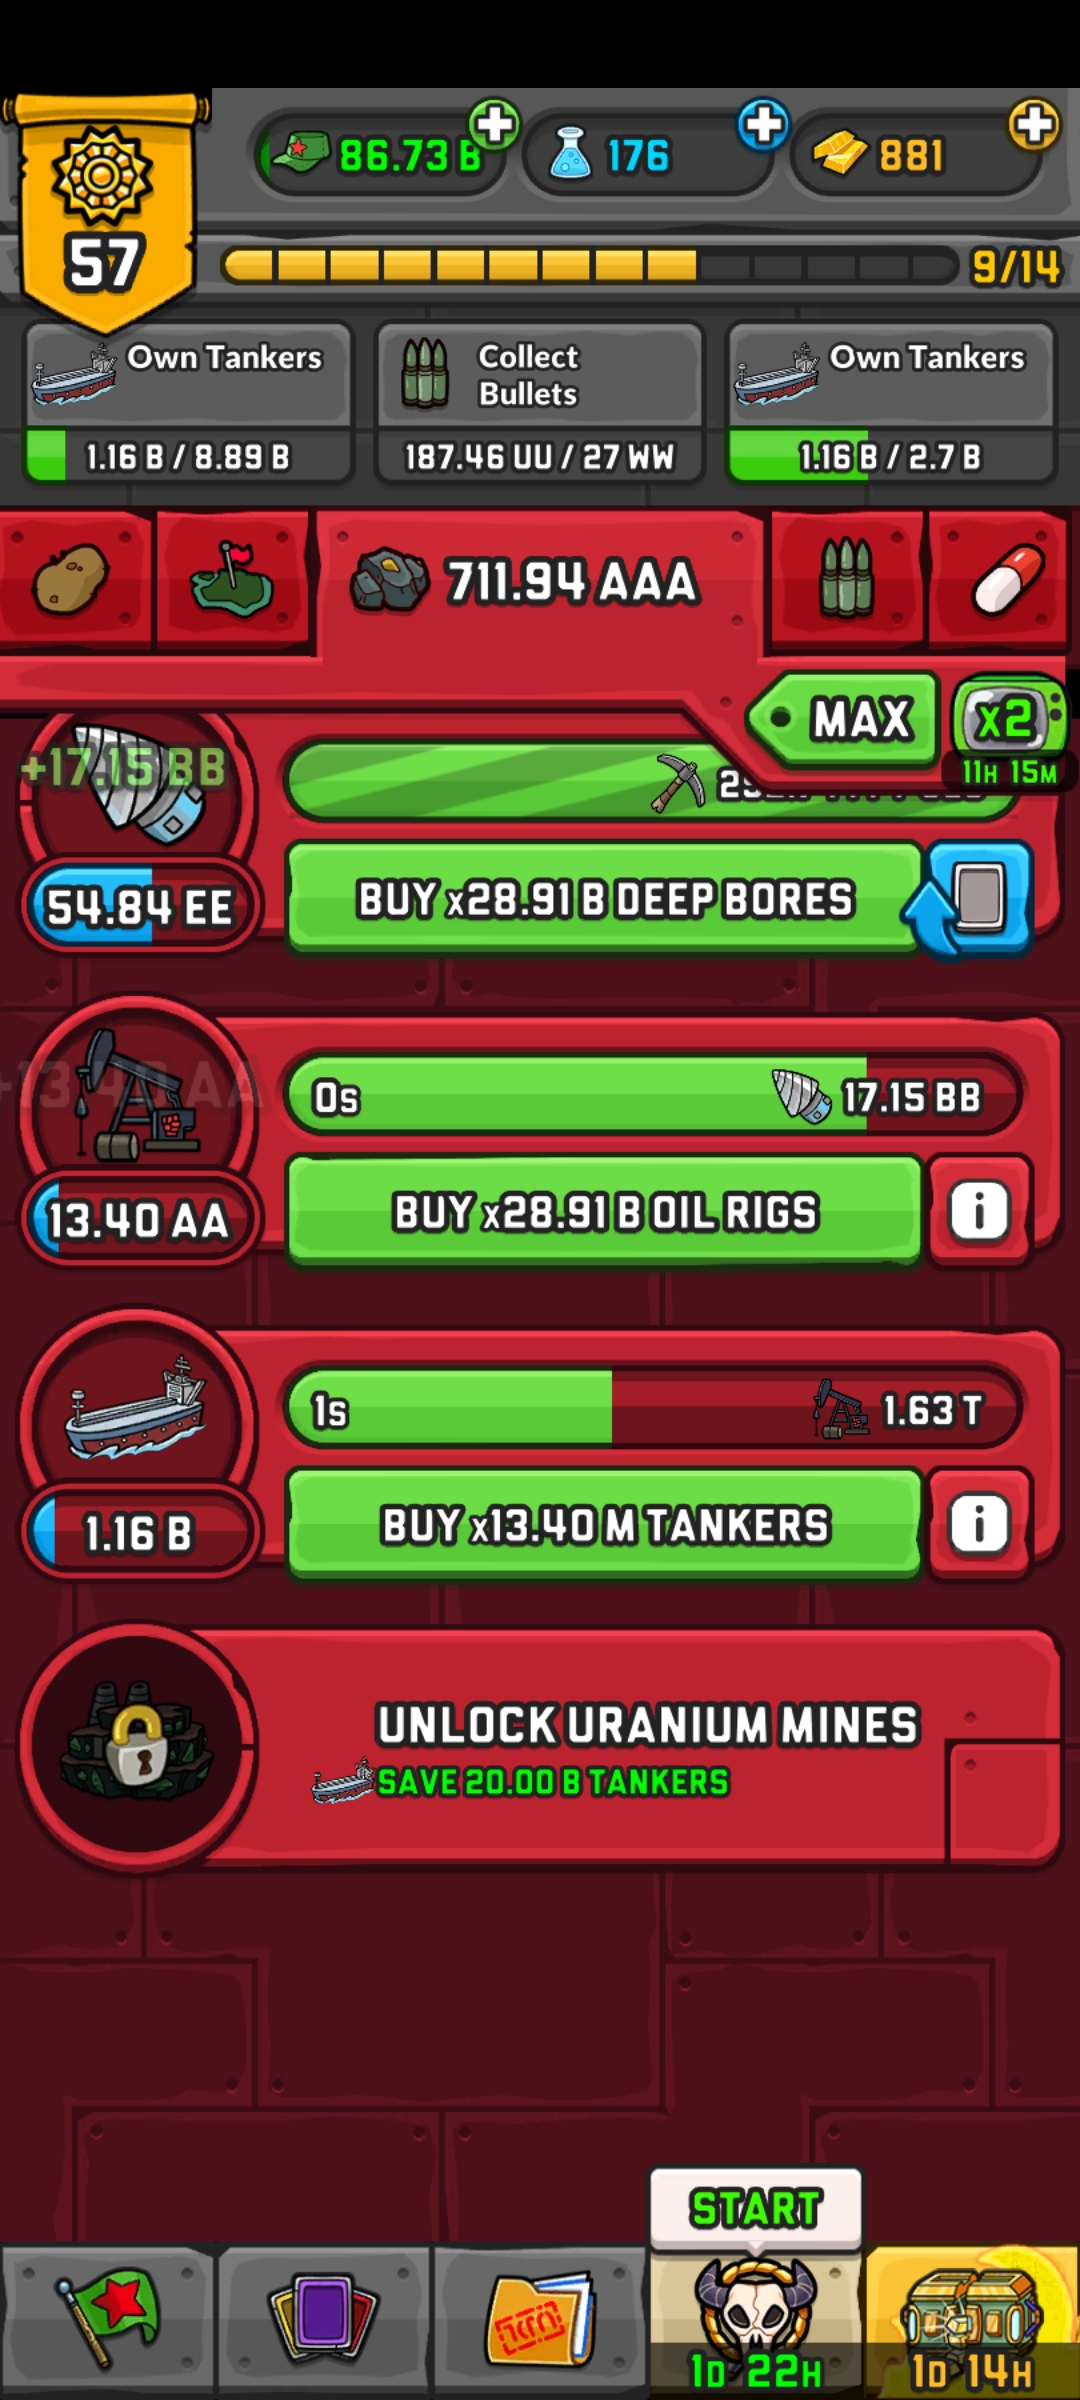 86.73 B
176
881
57
9/14
Own Tankers
1.16 B / 8.89 B
Collect
Bullets
187.46 UU / 27 WW
Own Tankers
1.16 B / 2.7 B
711.94 AAA
MAX
x2
11H 15M
+17.15 BB
54.84 EE
BUY x28.91 B DEEP BORES
+13.40 AA
0s
17.15 BB
13.40 AA
BUY x28.91 B OIL RIGS
i
1s
1.63 T
1.16 B
BUY x13.40 M TANKERS
i
UNLOCK URANIUM MINES
SAVE 20.00 B TANKERS
START
1D 22H
1D 14H